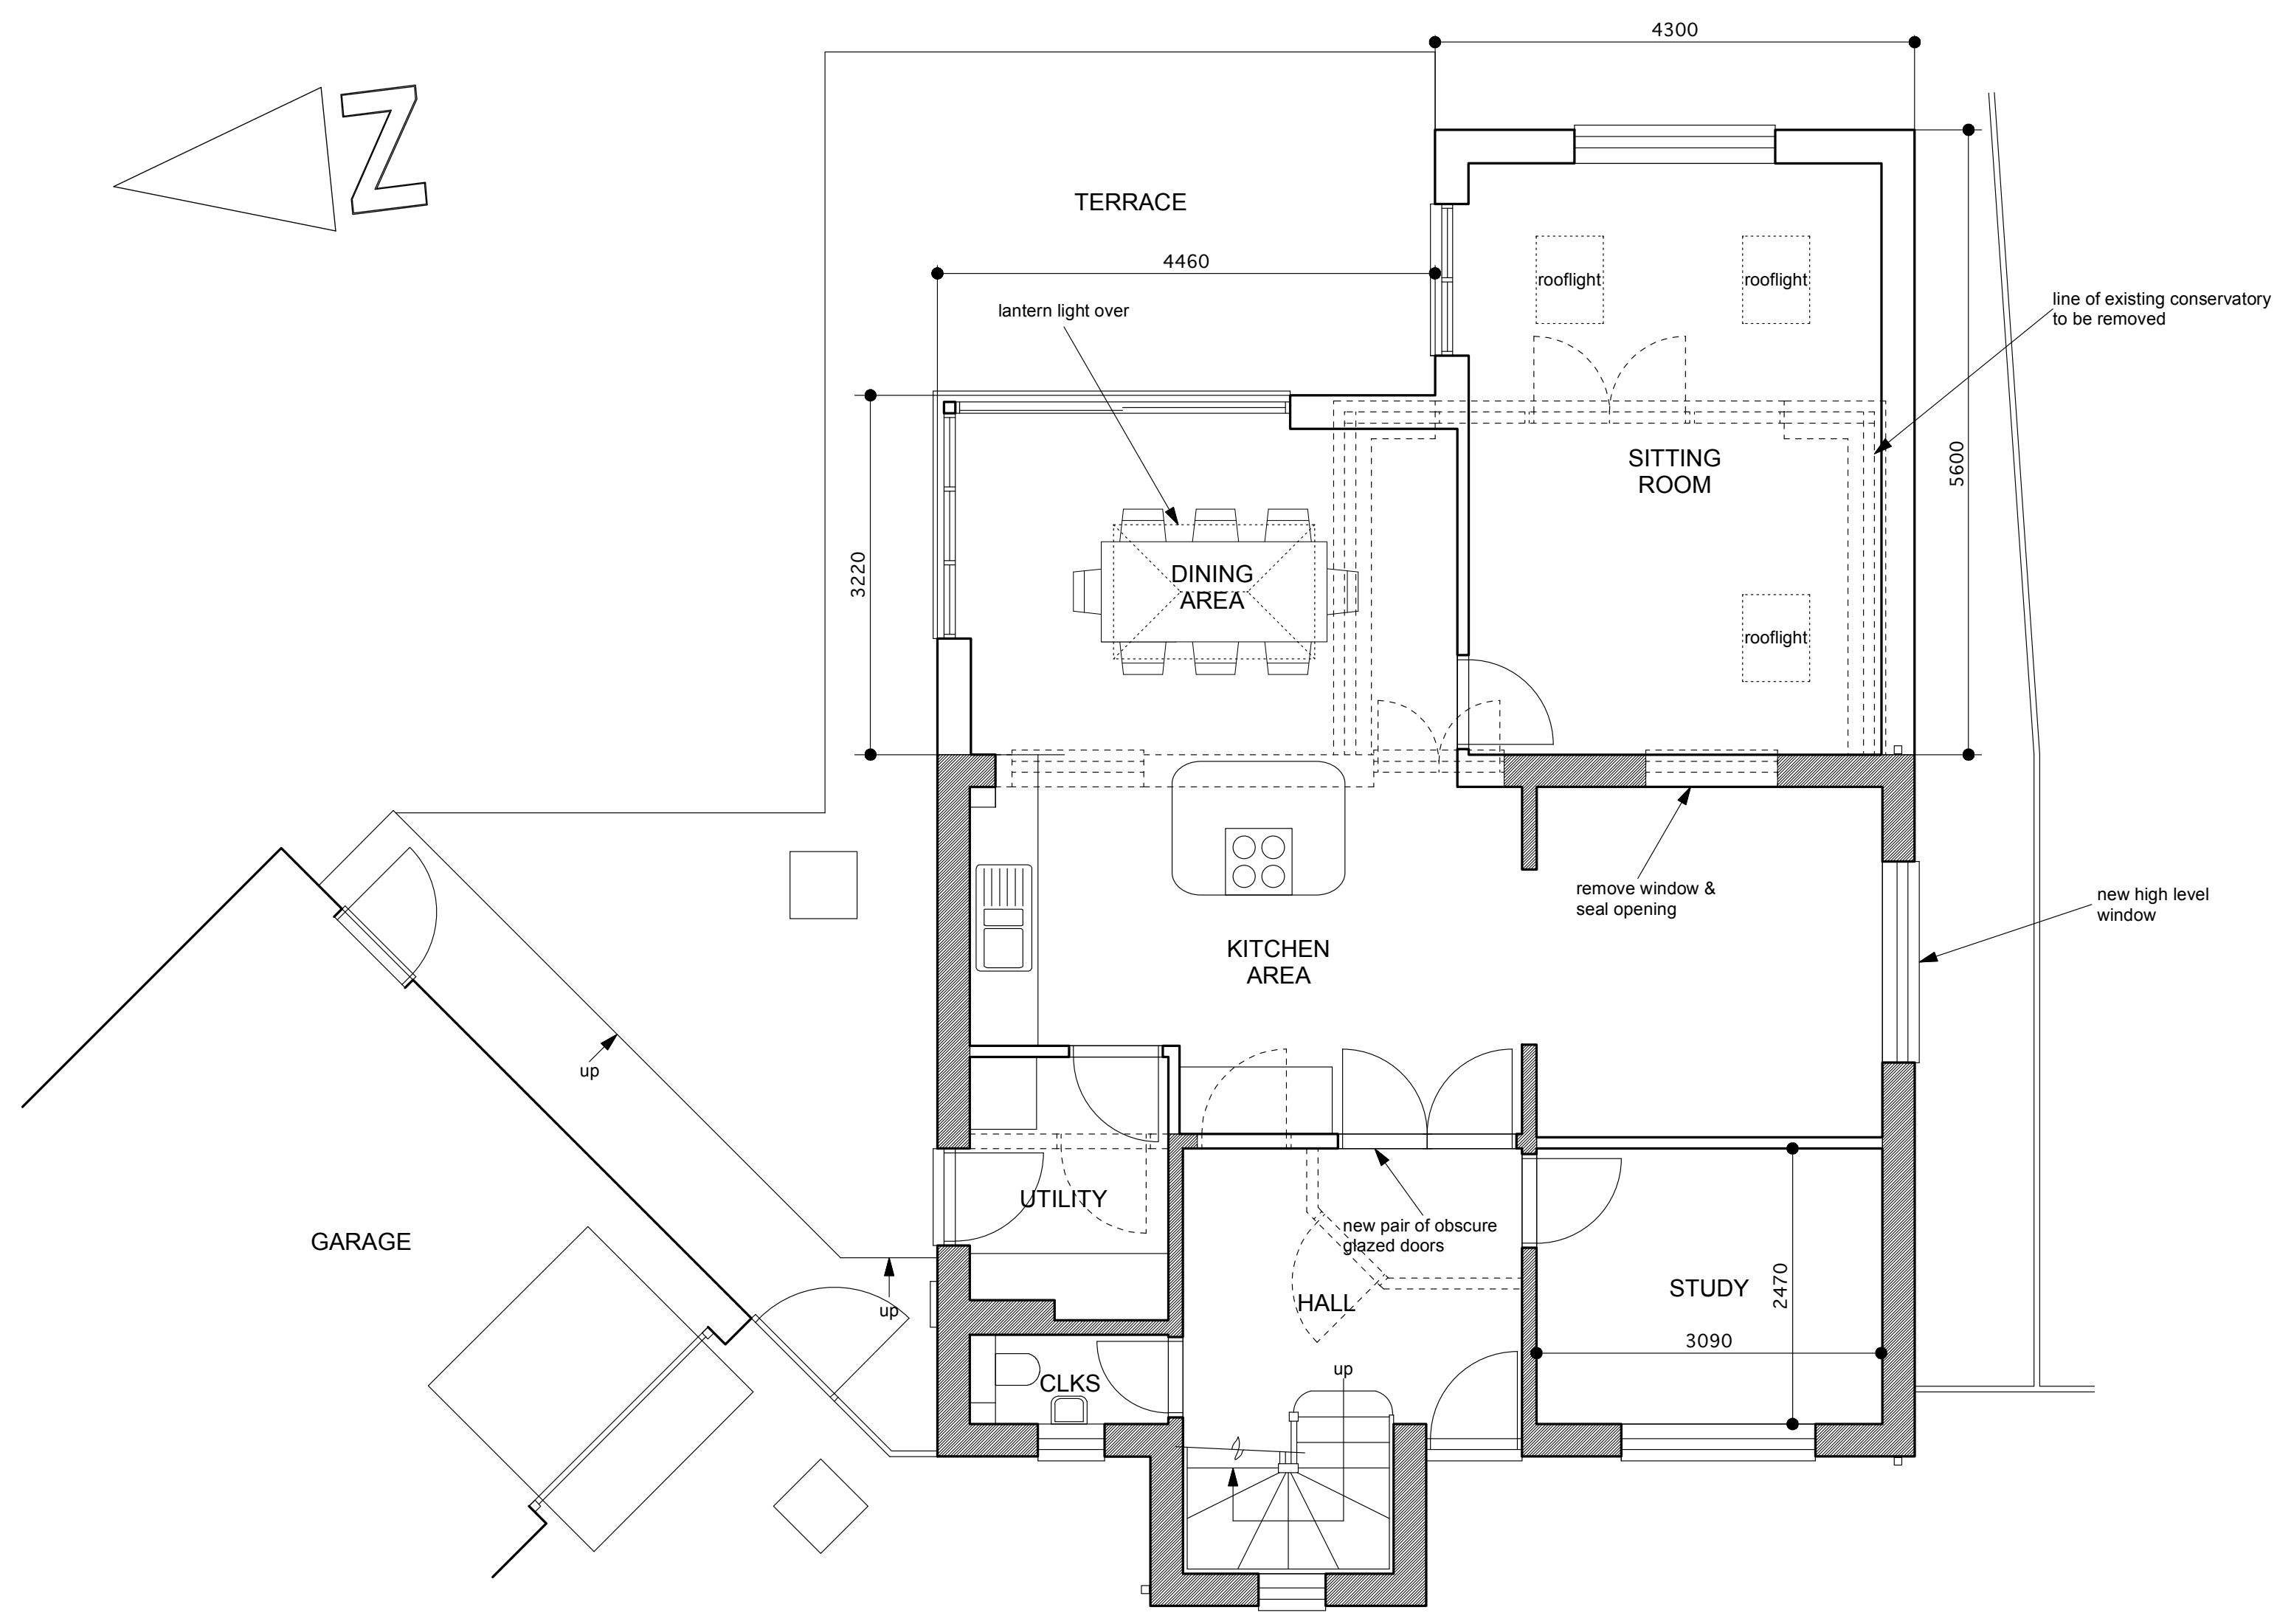 4300
N
TERRACE
4460
lantern light over
rooflight
rooflight
line of existing conservatory
to be removed
SITTING
ROOM
5600
3220
DINING
AREA
rooflight
remove window &
seal opening
new high level
window
KITCHEN
AREA
up
UTILITY
new pair of obscure
glazed doors
GARAGE
STUDY
2470
HALL
up
3090
up
CLKS